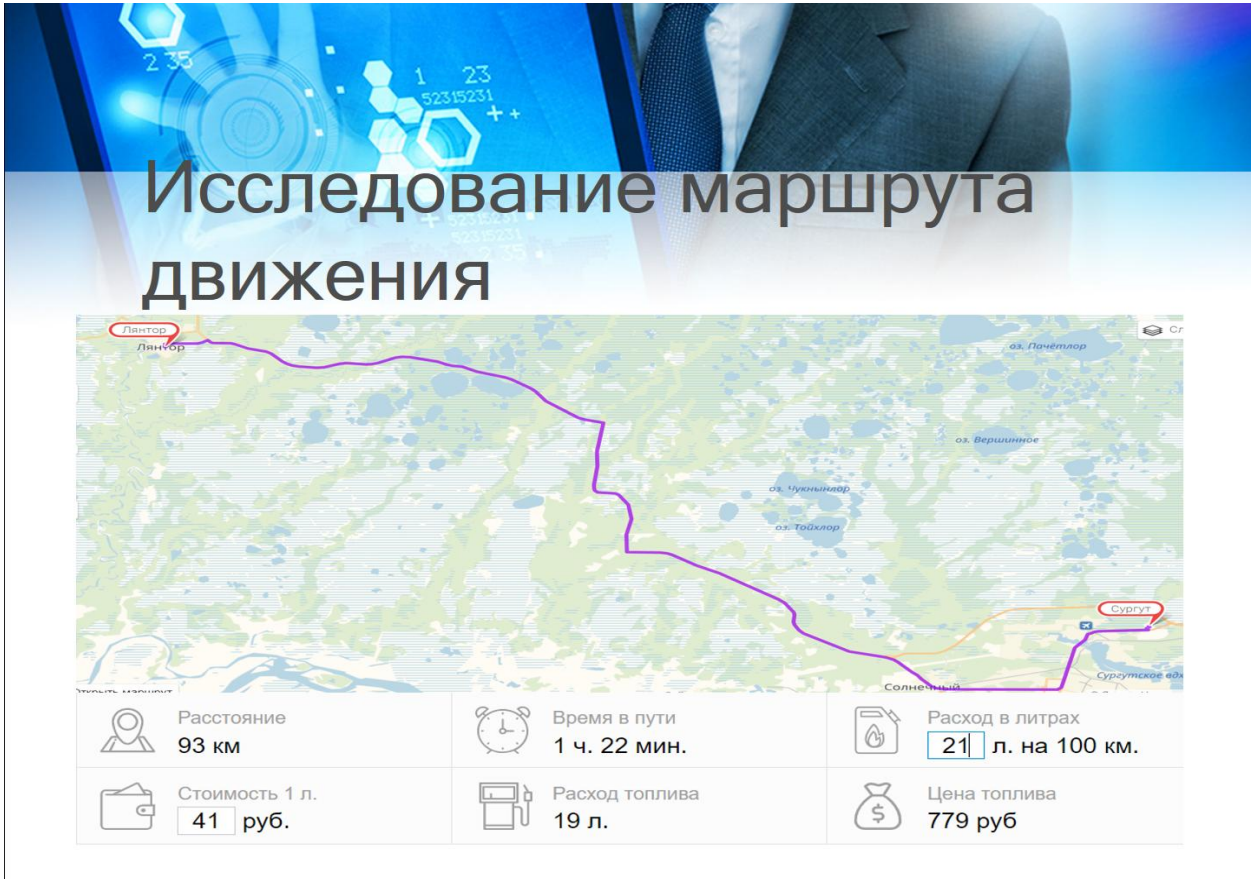 2 35
1 23
52315231
++
Исследование маршрута
движения
Лянтор
Лянтор
оз. Пачётлор
оз. Вершинное
оз. Чукнынлор
оз. Тойхлор
Сургут
Солнечный
Сургутское вдх
Открыть маршрут
Расстояние
93 км
Время в пути
1 ч. 22 мин.
Расход в литрах
21 л. на 100 км.
Стоимость 1 л.
41 руб.
Расход топлива
19 л.
Цена топлива
779 руб